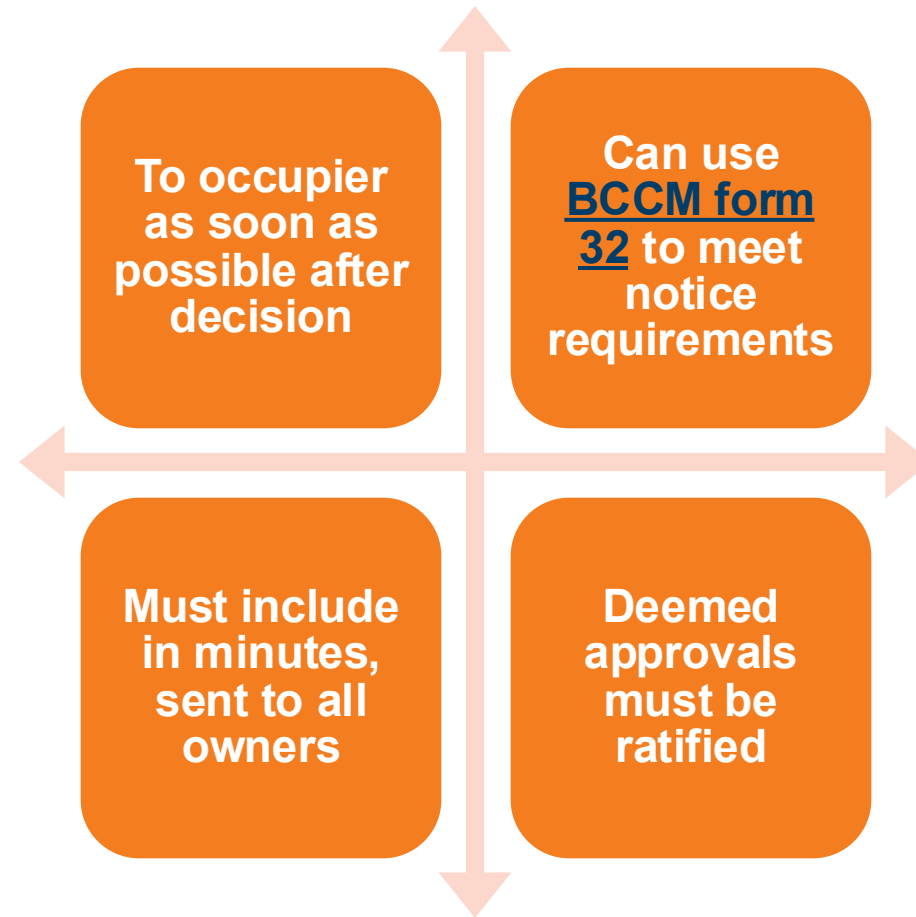 To occupier
as soon as
possible after
decision
Can use
BCCM form
32 to meet
notice
requirements
Must include
in minutes,
sent to all
owners
Deemed
approvals
must be
ratified